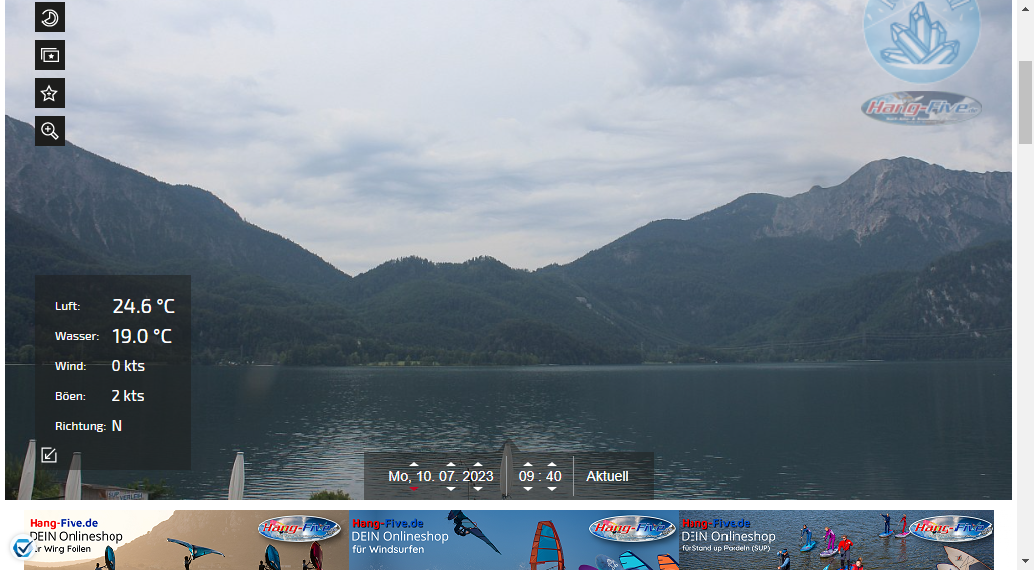 Hang-Five.de
Luft: 24.6 °C
Wasser: 19.0 °C
Wind: 0 kts
Böen: 2 kts
Richtung: N
Mo, 10. 07. 2023 09 : 40 Aktuell
Hang-Five.de
DEIN Onlineshop
für Wing Foilen
Hang-Five
Hang-Five.de
DEIN Onlineshop
für Windsurfen
Hang-Five
Hang-Five.de
DEIN Onlineshop
für Stand up Paddeln (SUP)
Hang-Five